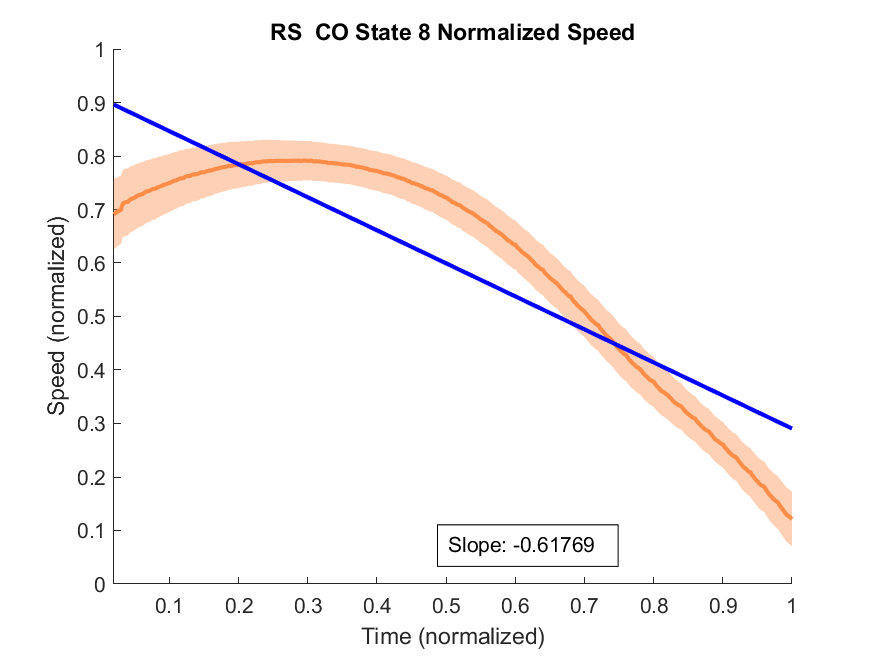 RS  CO State 8 Normalized Speed
1
0.9
0.8
0.7
0.6
0.5
0.4
0.3
0.2
0.1
0
Speed (normalized)
Slope: -0.61769
0.1 0.2 0.3 0.4 0.5 0.6 0.7 0.8 0.9 1
Time (normalized)